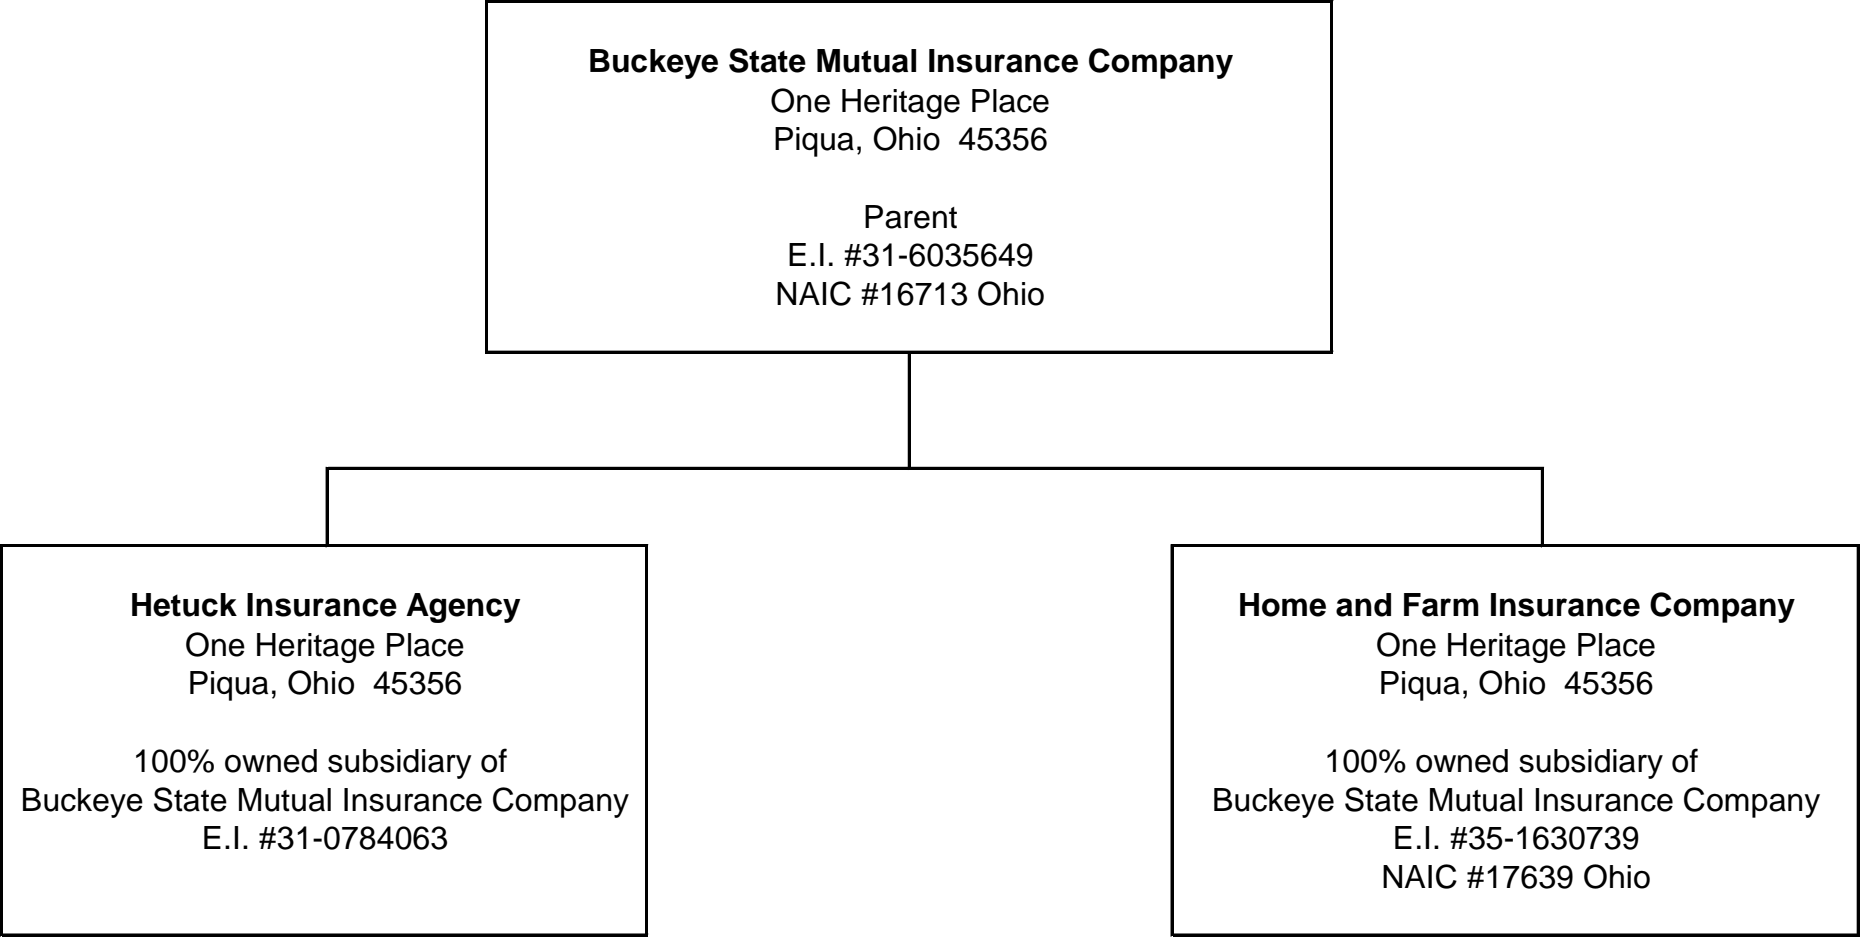 Buckeye State Mutual Insurance Company
One Heritage Place
Piqua, Ohio  45356
Parent
E.I. #31-6035649
NAIC #16713 Ohio
Hetuck Insurance Agency
One Heritage Place
Piqua, Ohio  45356
100% owned subsidiary of
Buckeye State Mutual Insurance Company
E.I. #31-0784063
Home and Farm Insurance Company
One Heritage Place
Piqua, Ohio  45356
100% owned subsidiary of
Buckeye State Mutual Insurance Company
E.I. #35-1630739
NAIC #17639 Ohio